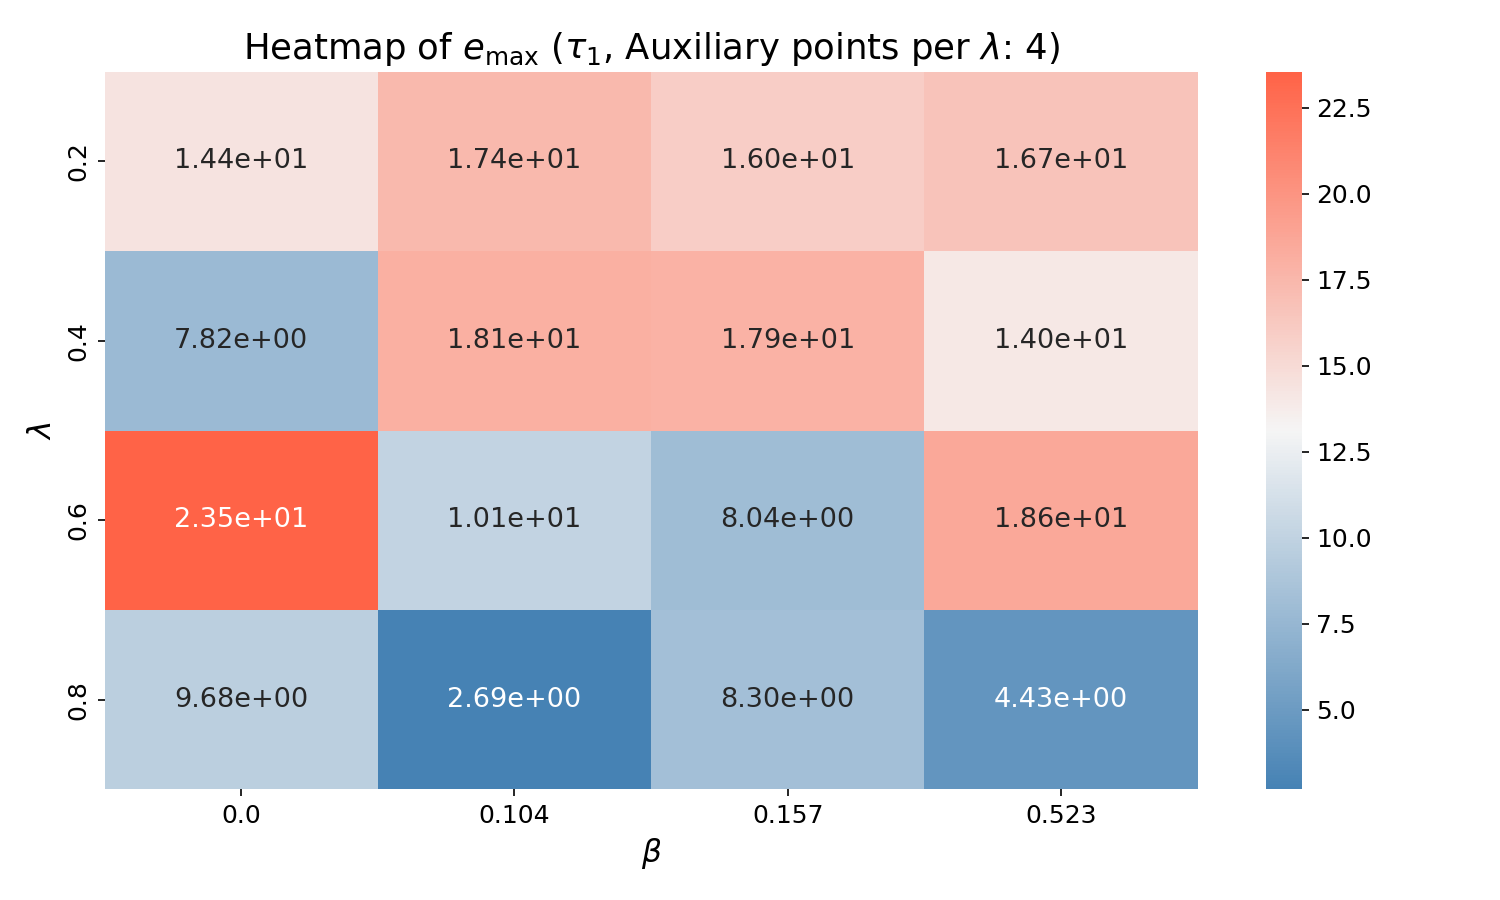 Heatmap of e_max (τ_1, Auxiliary points per λ: 4)
λ
0.2 1.44e+01 1.74e+01 1.60e+01 1.67e+01
0.4 7.82e+00 1.81e+01 1.79e+01 1.40e+01
0.6 2.35e+01 1.01e+01 8.04e+00 1.86e+01
0.8 9.68e+00 2.69e+00 8.30e+00 4.43e+00
0.0 0.104 0.157 0.523
β
22.5
20.0
17.5
15.0
12.5
10.0
7.5
5.0